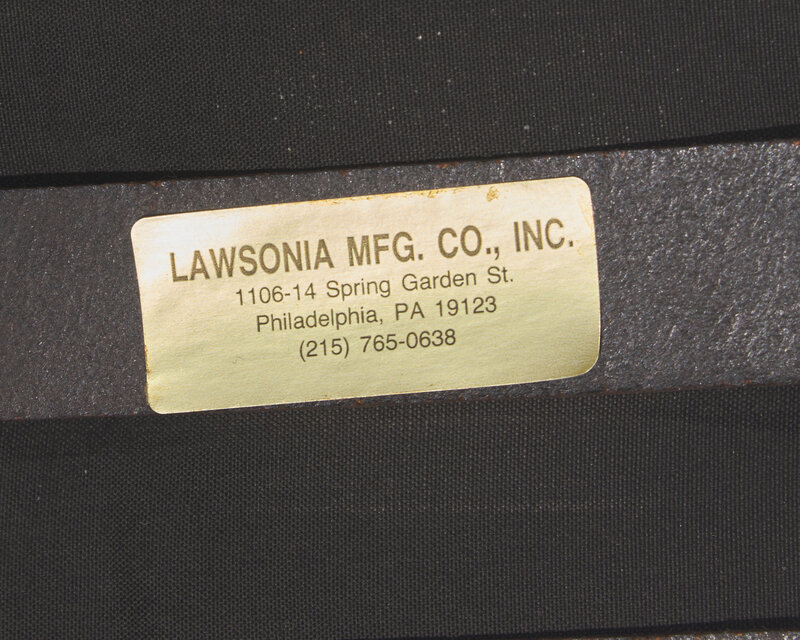 LAWSONIA MFG. CO., INC.
1106-14 Spring Garden St.
Philadelphia, PA 19123
(215) 765-0638